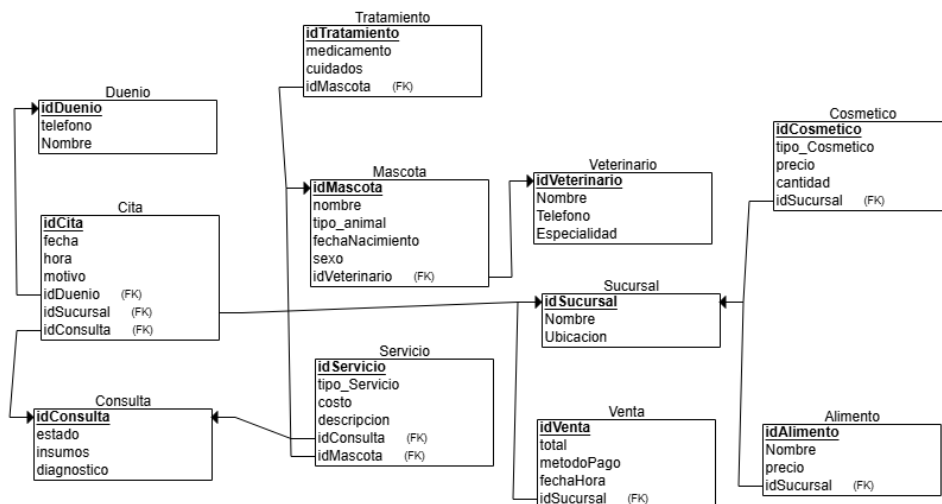 Tratamiento
idTratamiento
medicamento
cuidados
idMascota (FK)
Duenio
idDuenio
telefono
Nombre
Cosmetico
idCosmetico
tipo_Cosmetico
precio
cantidad
idSucursal (FK)
Mascota
idMascota
nombre
tipo_animal
fechaNacimiento
sexo
idVeterinario (FK)
Veterinario
idVeterinario
Nombre
Telefono
Especialidad
Cita
idCita
fecha
hora
motivo
idDuenio (FK)
idSucursal (FK)
idConsulta (FK)
Sucursal
idSucursal
Nombre
Ubicacion
Servicio
idServicio
tipo_Servicio
costo
descripcion
idConsulta (FK)
idMascota (FK)
Consulta
idConsulta
estado
insumos
diagnostico
Venta
idVenta
total
metodoPago
fechaHora
idSucursal (FK)
Alimento
idAlimento
Nombre
precio
idSucursal (FK)